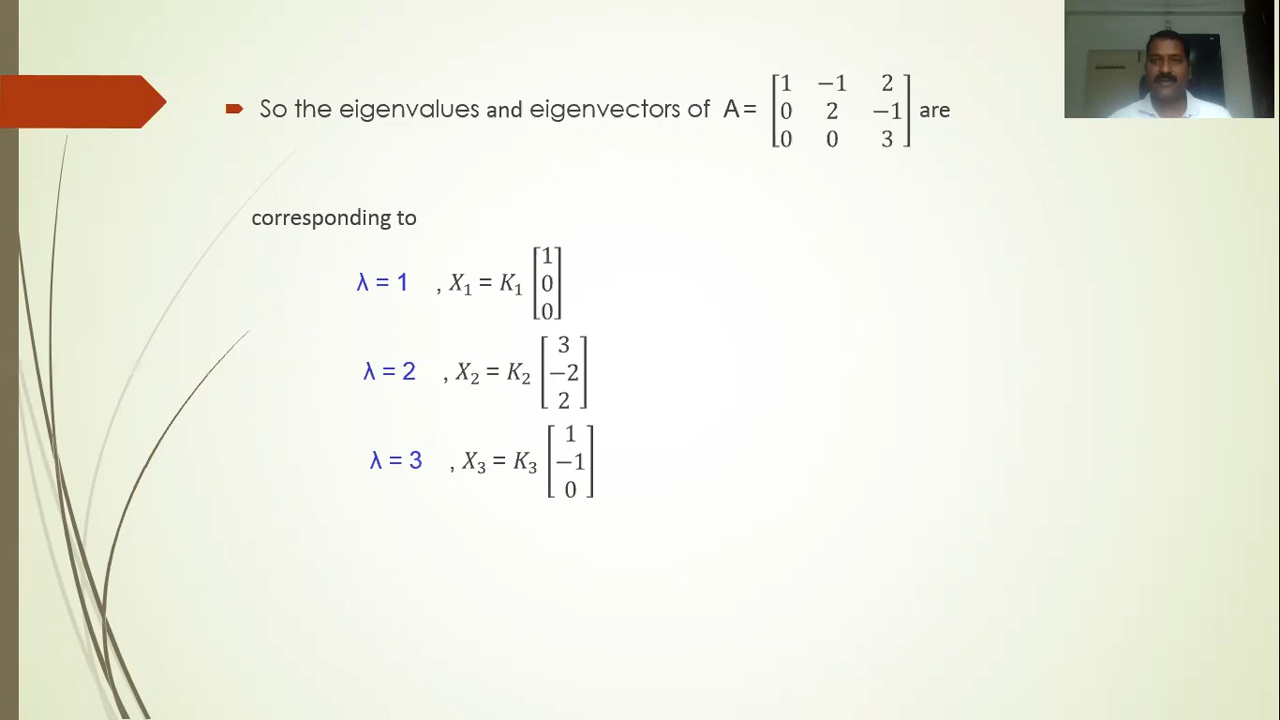 So the eigenvalues and eigenvectors of A= [1 −1 2
0 2 −1
0 0 3] are
corresponding to
λ = 1 , X₁ = K₁ [1
0
0]
λ = 2 , X₂ = K₂ [3
−2
2]
λ = 3 , X₃ = K₃ [1
−1
0]